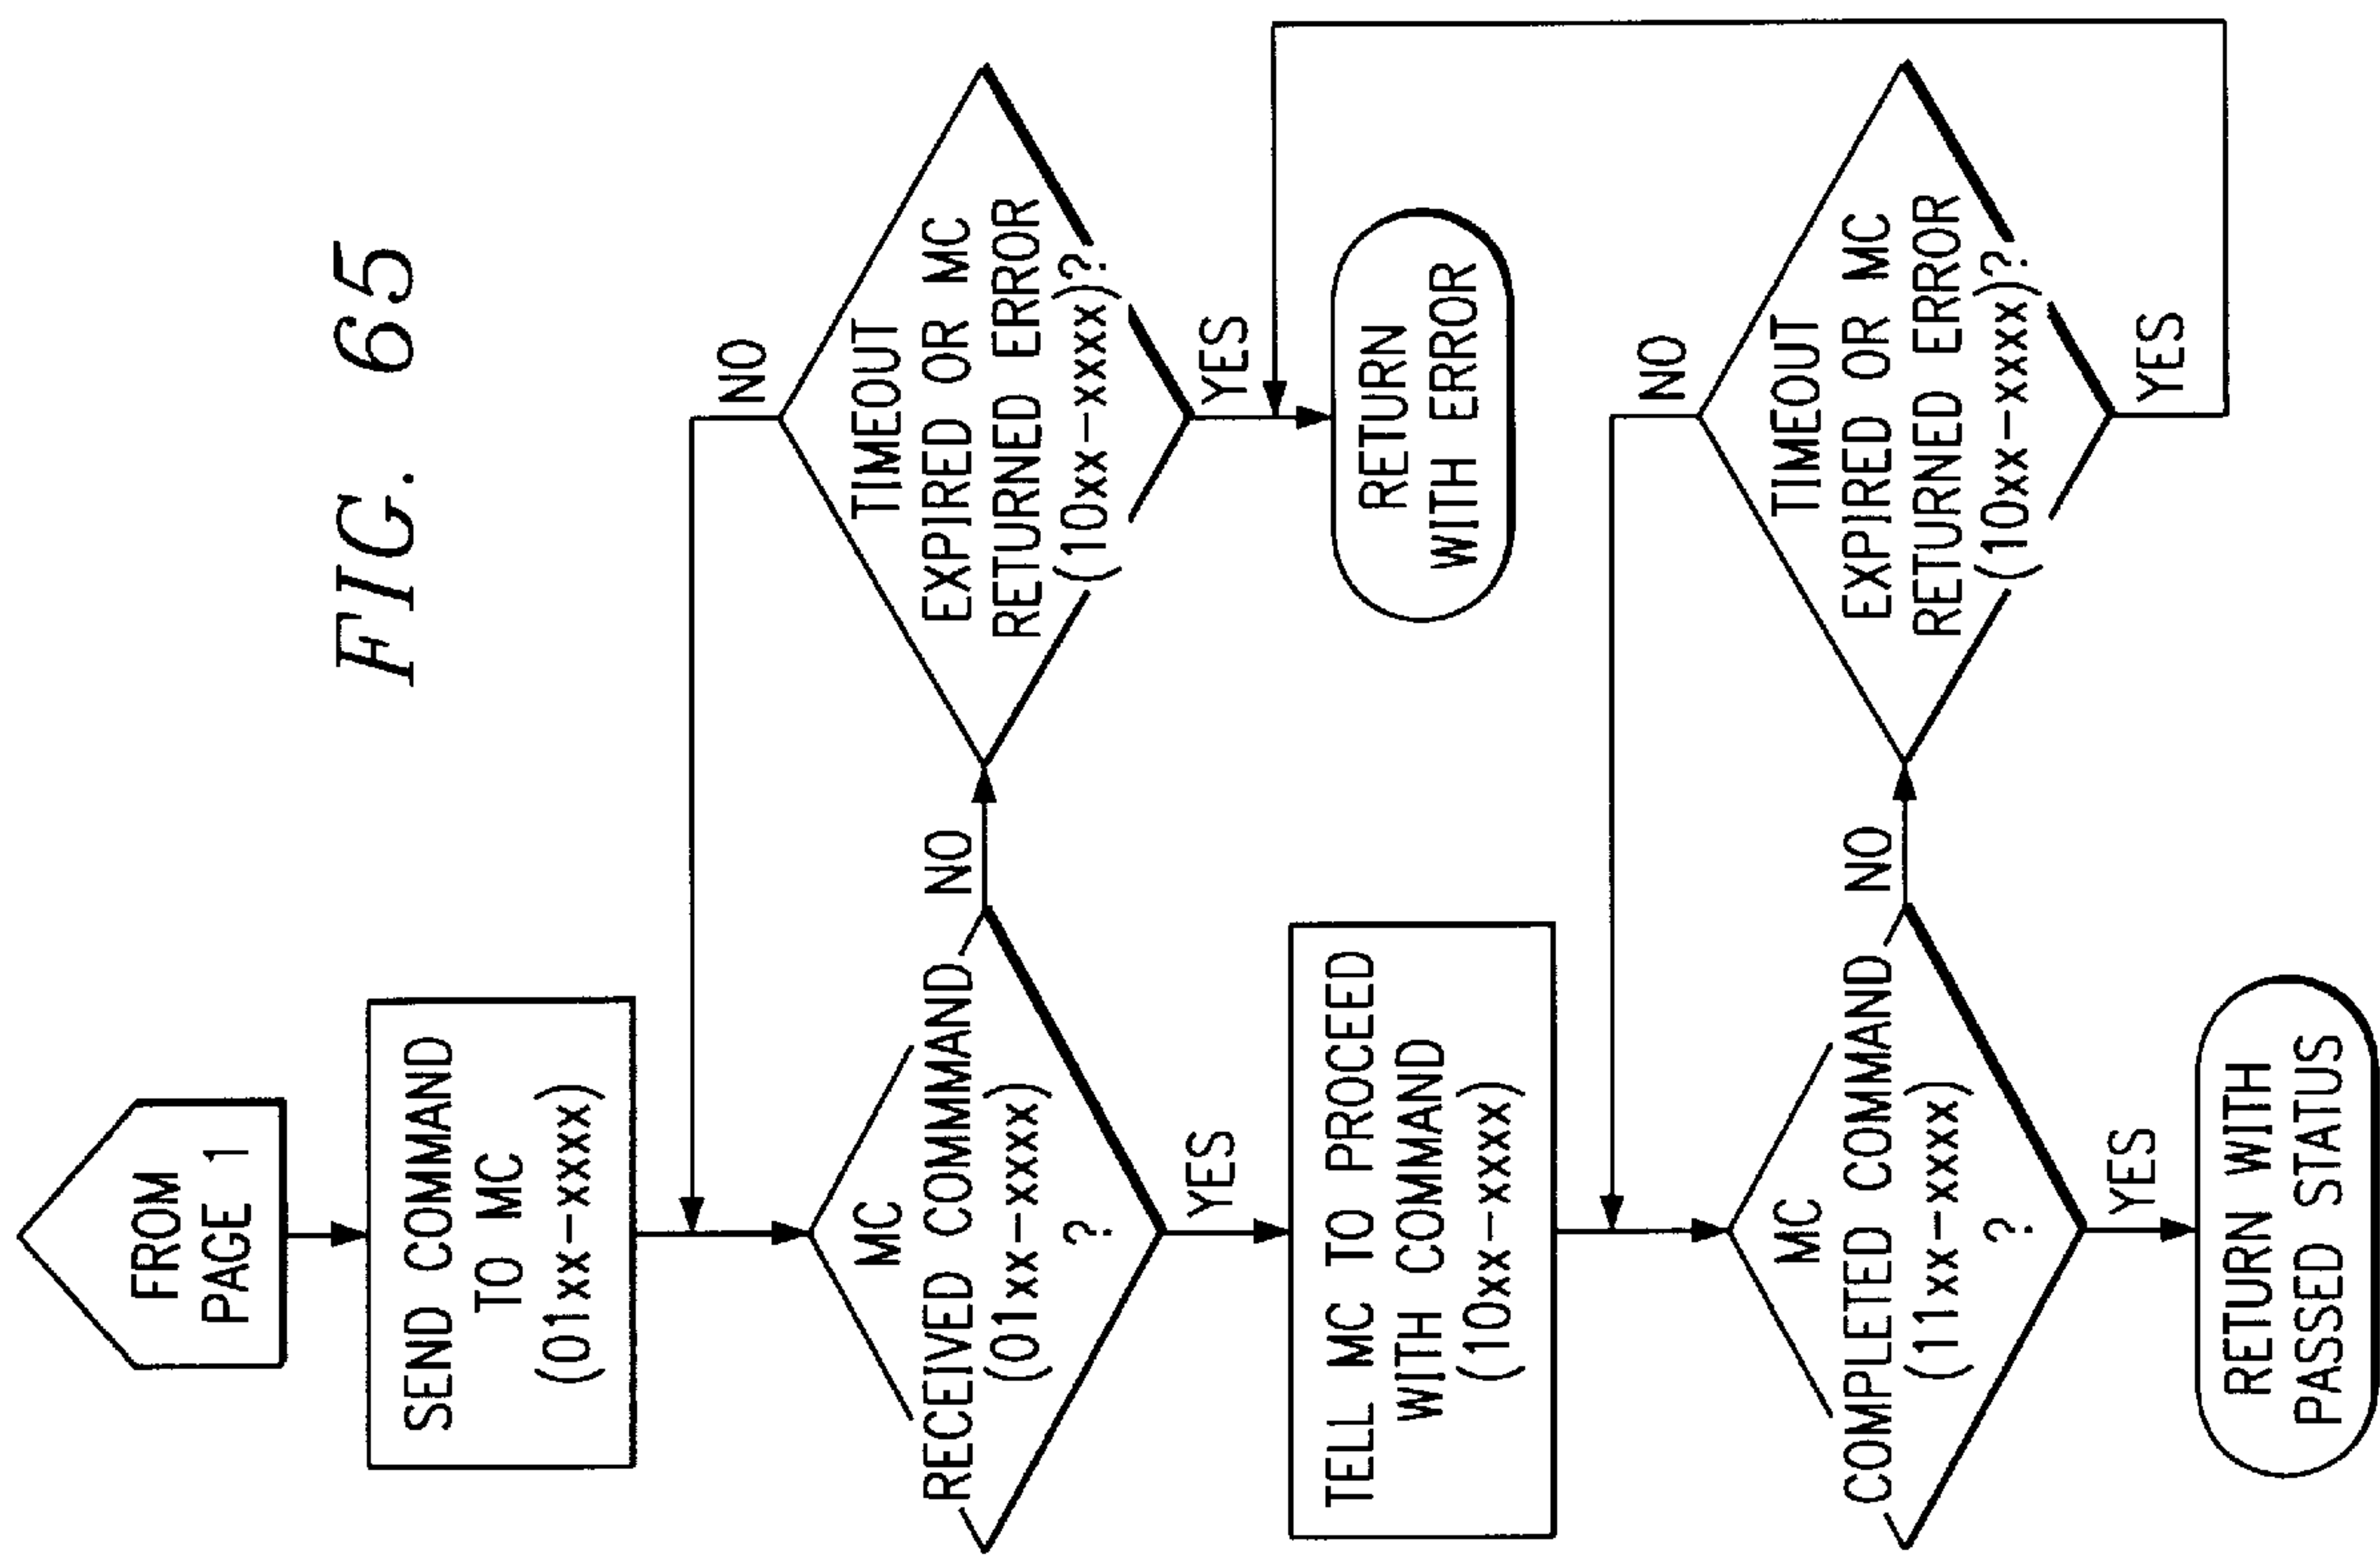 FIG. 65
FROM
PAGE 1
SEND COMMAND
TO MC
(01xx-xxxx)
MC
RECEIVED COMMAND
(01xx-xxxx)
?
NO
YES
TIMEOUT
EXPIRED OR MC
RETURNED ERROR
(10xx-xxxx)?
NO
YES
RETURN
WITH ERROR
TELL MC TO PROCEED
WITH COMMAND
(10xx-xxxx)
MC
COMPLETED COMMAND
(11xx-xxxx)
?
NO
YES
TIMEOUT
EXPIRED OR MC
RETURNED ERROR
(10xx-xxxx)?
NO
YES
RETURN WITH
PASSED STATUS